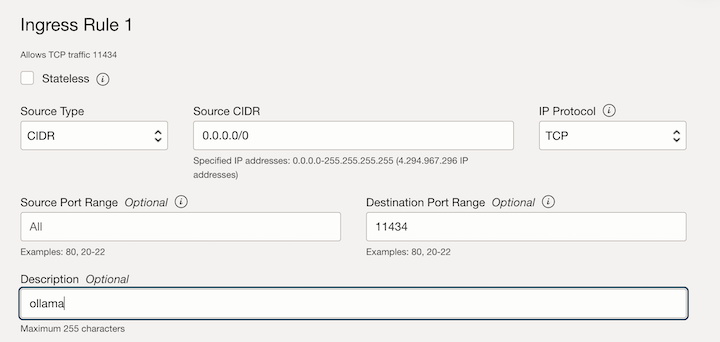 Ingress Rule 1
Allows TCP traffic 11434
Stateless
Source Type Source CIDR IP Protocol
CIDR 0.0.0.0/0 TCP
Specified IP addresses: 0.0.0.0-255.255.255.255 (4.294.967.296 IP
addresses)
Source Port Range Optional Destination Port Range Optional
All 11434
Examples: 80, 20-22 Examples: 80, 20-22
Description Optional
ollama
Maximum 255 characters